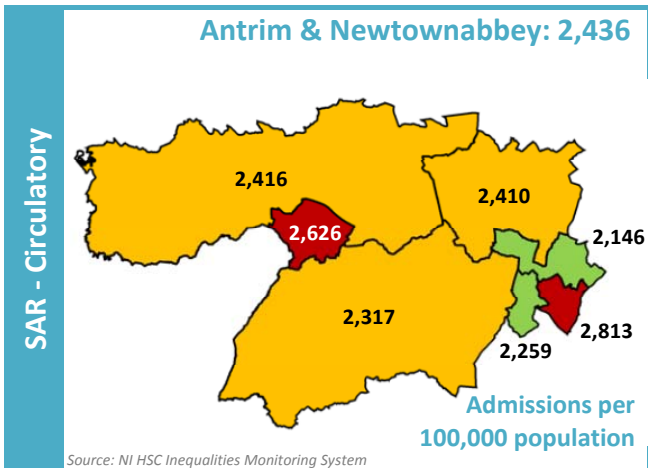 Antrim & Newtownabbey: 2,436
SAR - Circulatory
2,416
2,410
2,626
2,146
2,317
2,813
2,259
Admissions per
100,000 population
Source: NI HSC Inequalities Monitoring System